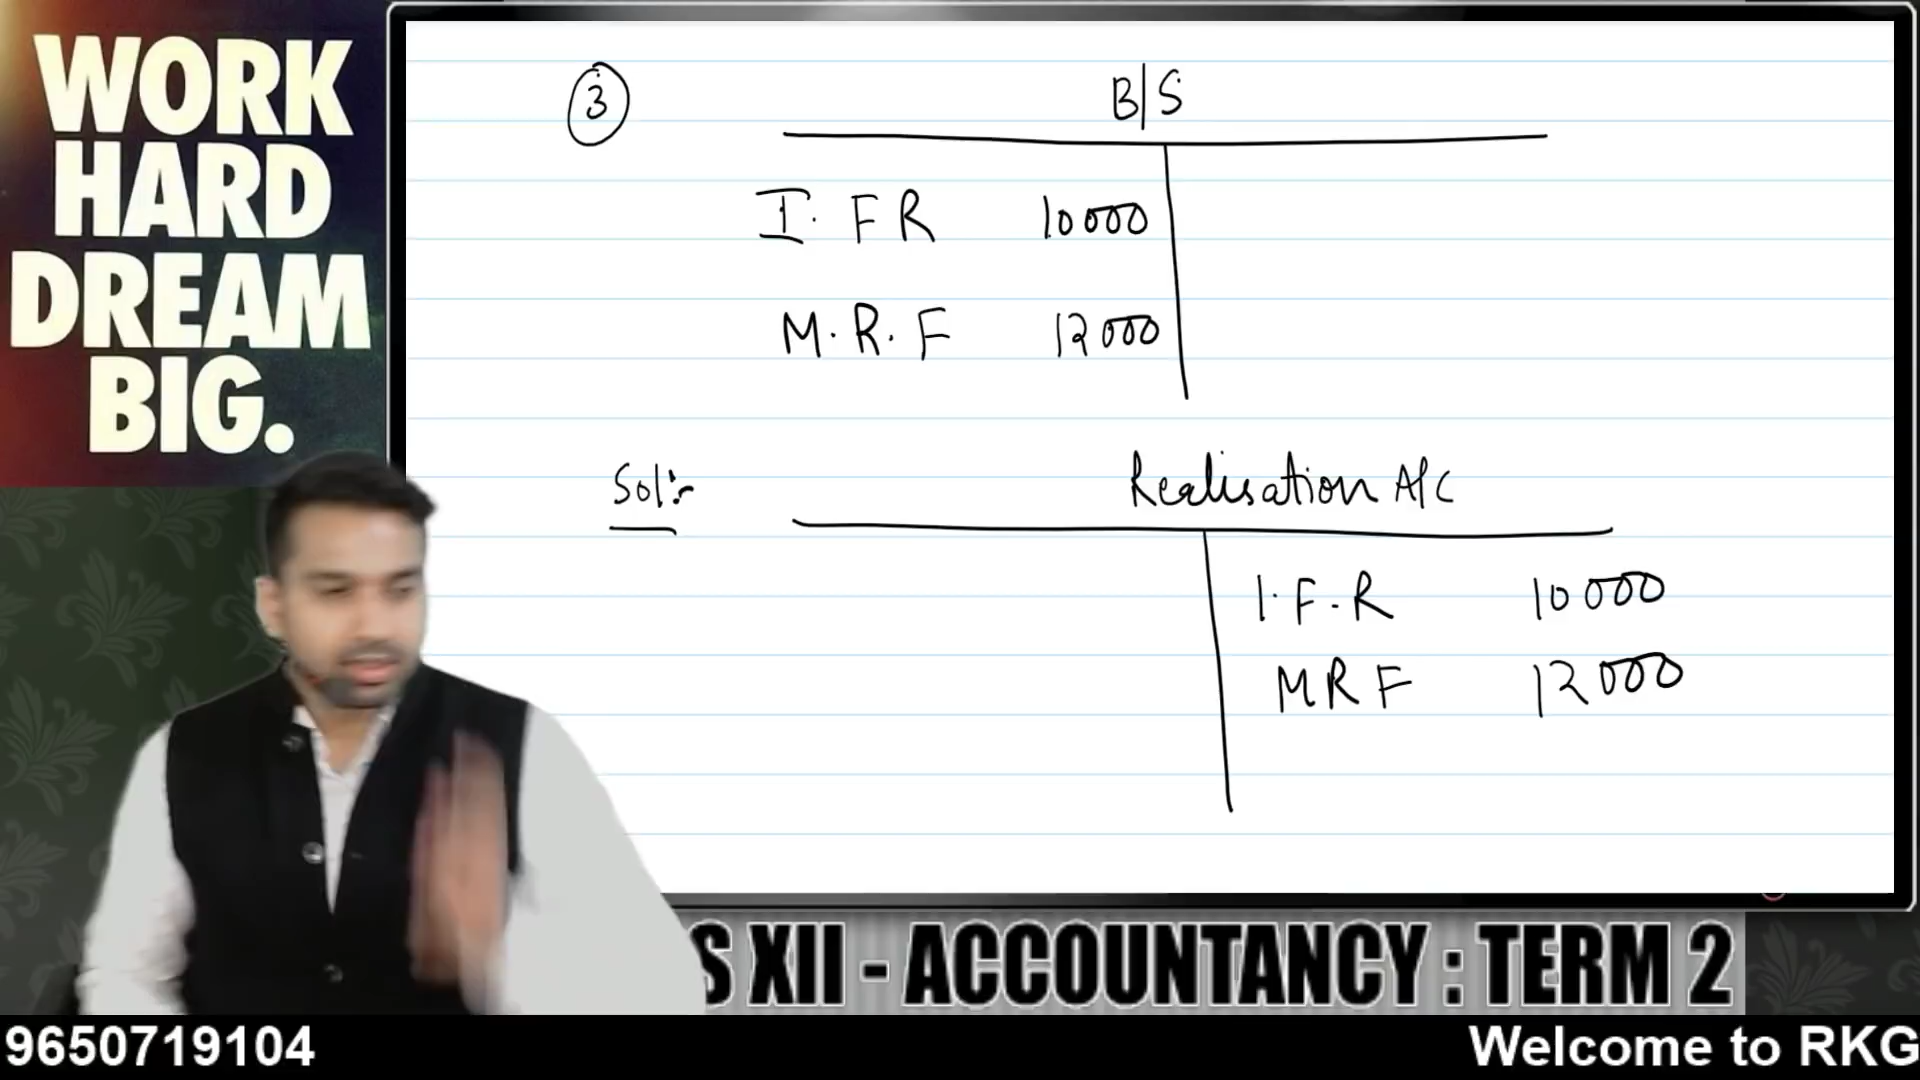 WORK
HARD
DREAM
BIG.
3 B/S
I. F R 10000
M. R. F 12000
Sol:- Realisation A/c
I. F. R 10000
M R F 12000
S XII - ACCOUNTANCY : TERM 2
9650719104 Welcome to RKG